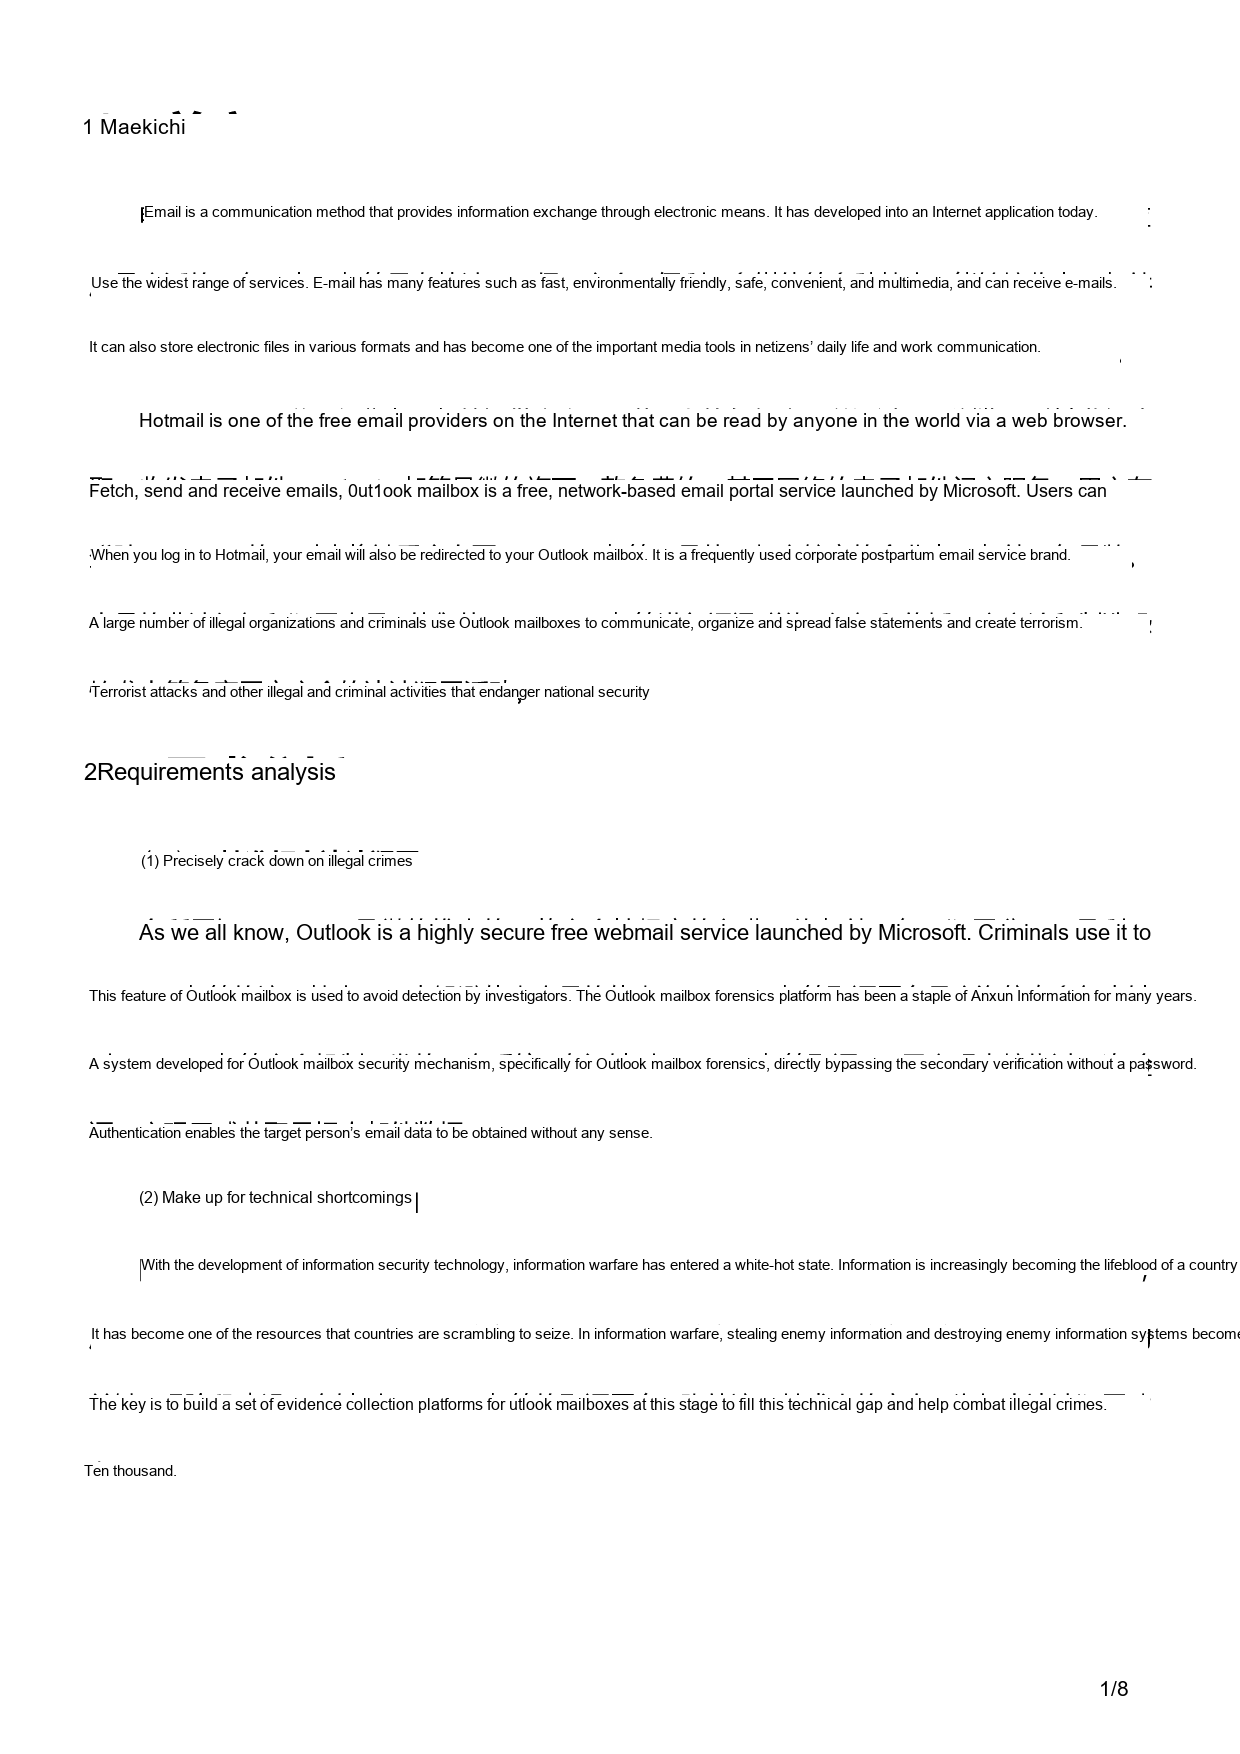 1 Maekichi
Email is a communication method that provides information exchange through electronic means. It has developed into an Internet application today.
Use the widest range of services. E-mail has many features such as fast, environmentally friendly, safe, convenient, and multimedia, and can receive e-mails.
It can also store electronic files in various formats and has become one of the important media tools in netizens’ daily life and work communication.
Hotmail is one of the free email providers on the Internet that can be read by anyone in the world via a web browser.
Fetch, send and receive emails, 0ut1ook mailbox is a free, network-based email portal service launched by Microsoft. Users can
When you log in to Hotmail, your email will also be redirected to your Outlook mailbox. It is a frequently used corporate postpartum email service brand.
A large number of illegal organizations and criminals use Outlook mailboxes to communicate, organize and spread false statements and create terrorism.
Terrorist attacks and other illegal and criminal activities that endanger national security
2Requirements analysis
(1) Precisely crack down on illegal crimes
As we all know, Outlook is a highly secure free webmail service launched by Microsoft. Criminals use it to
This feature of Outlook mailbox is used to avoid detection by investigators. The Outlook mailbox forensics platform has been a staple of Anxun Information for many years.
A system developed for Outlook mailbox security mechanism, specifically for Outlook mailbox forensics, directly bypassing the secondary verification without a password.
Authentication enables the target person’s email data to be obtained without any sense.
(2) Make up for technical shortcomings
With the development of information security technology, information warfare has entered a white-hot state. Information is increasingly becoming the lifeblood of a country
It has become one of the resources that countries are scrambling to seize. In information warfare, stealing enemy information and destroying enemy information systems become
The key is to build a set of evidence collection platforms for utlook mailboxes at this stage to fill this technical gap and help combat illegal crimes.
Ten thousand.
1/8